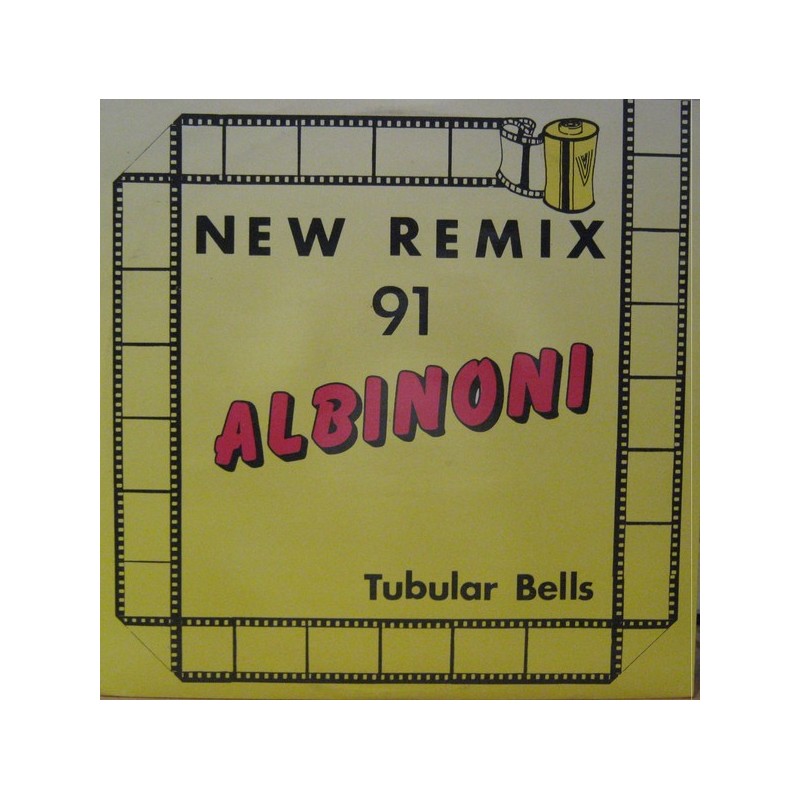 NEW REMIX
91
ALBINONI
Tubular Bells